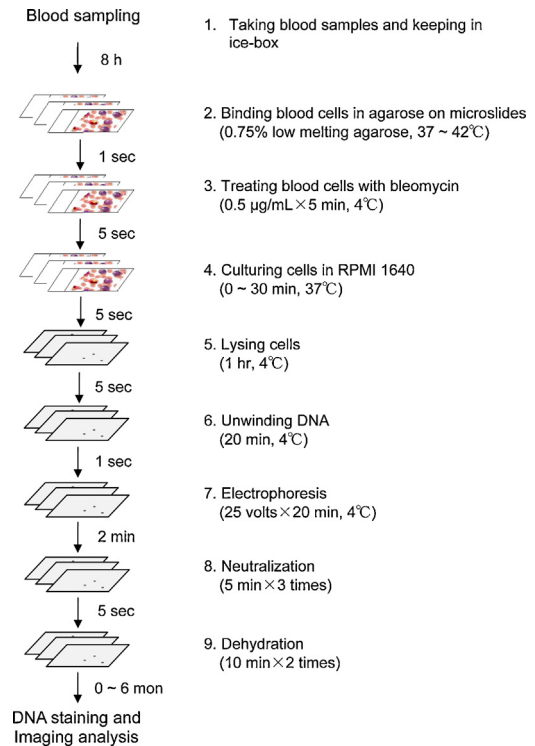 Blood sampling
1. Taking blood samples and keeping in
ice-box
8 h
2. Binding blood cells in agarose on microslides
(0.75% low melting agarose, 37 ~ 42℃)
1 sec
3. Treating blood cells with bleomycin
(0.5 µg/mL×5 min, 4℃)
5 sec
4. Culturing cells in RPMI 1640
(0 ~ 30 min, 37℃)
5 sec
5. Lysing cells
(1 hr, 4℃)
5 sec
6. Unwinding DNA
(20 min, 4℃)
1 sec
7. Electrophoresis
(25 volts×20 min, 4℃)
2 min
8. Neutralization
(5 min×3 times)
5 sec
9. Dehydration
(10 min×2 times)
0 ~ 6 mon
DNA staining and
Imaging analysis